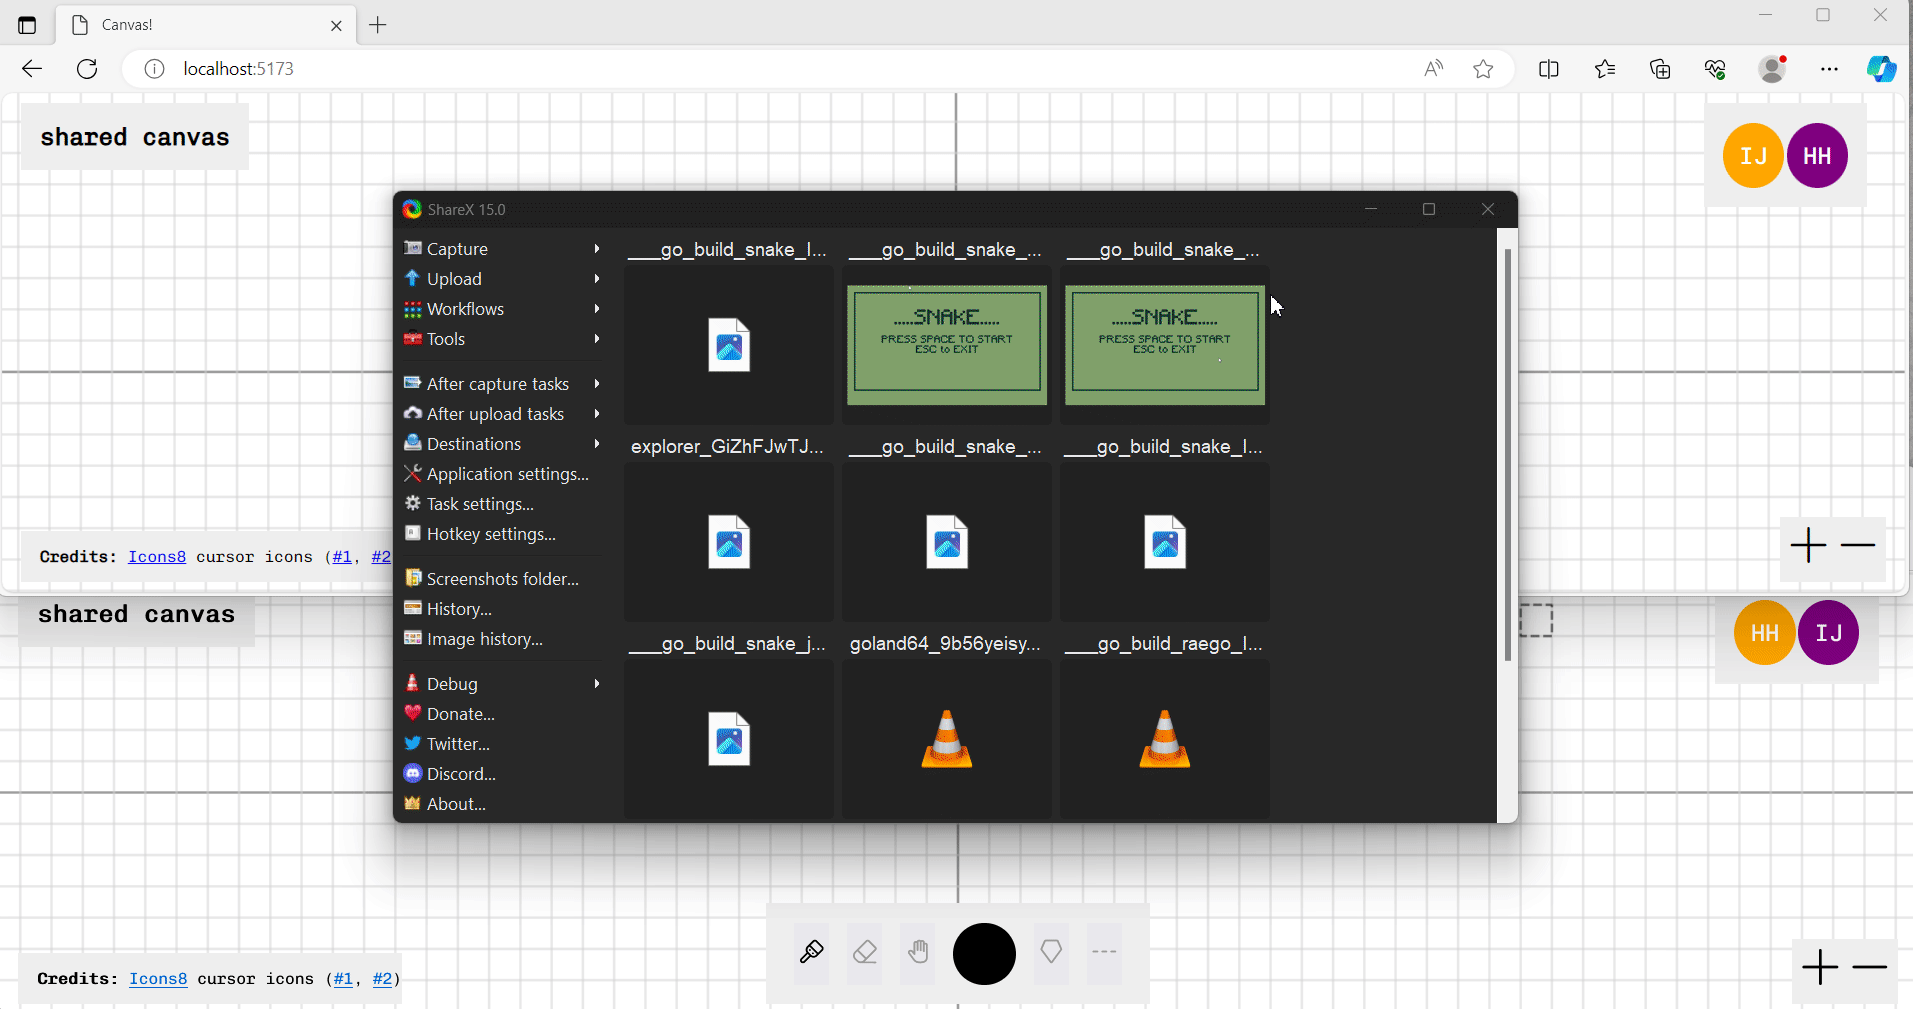 Canvas!
localhost:5173
shared canvas
IJ HH
ShareX 15.0
Capture
Upload
Workflows
Tools
After capture tasks
After upload tasks
Destinations
Application settings...
Task settings...
Hotkey settings...
Screenshots folder...
History...
Image history...
Debug
Donate...
Twitter...
Discord...
About...
___go_build_snake_l... ___go_build_snake_... ___go_build_snake_...
.....SNAKE.....
PRESS SPACE TO START
ESC to EXIT
.....SNAKE.....
PRESS SPACE TO START
ESC to EXIT
explorer_GiZhFJwTJ... ___go_build_snake_... ___go_build_snake_l...
___go_build_snake_j... goland64_9b56yeisy... ___go_build_raego_l...
Credits: Icons8 cursor icons (#1, #2
shared canvas
HH IJ
Credits: Icons8 cursor icons (#1, #2)